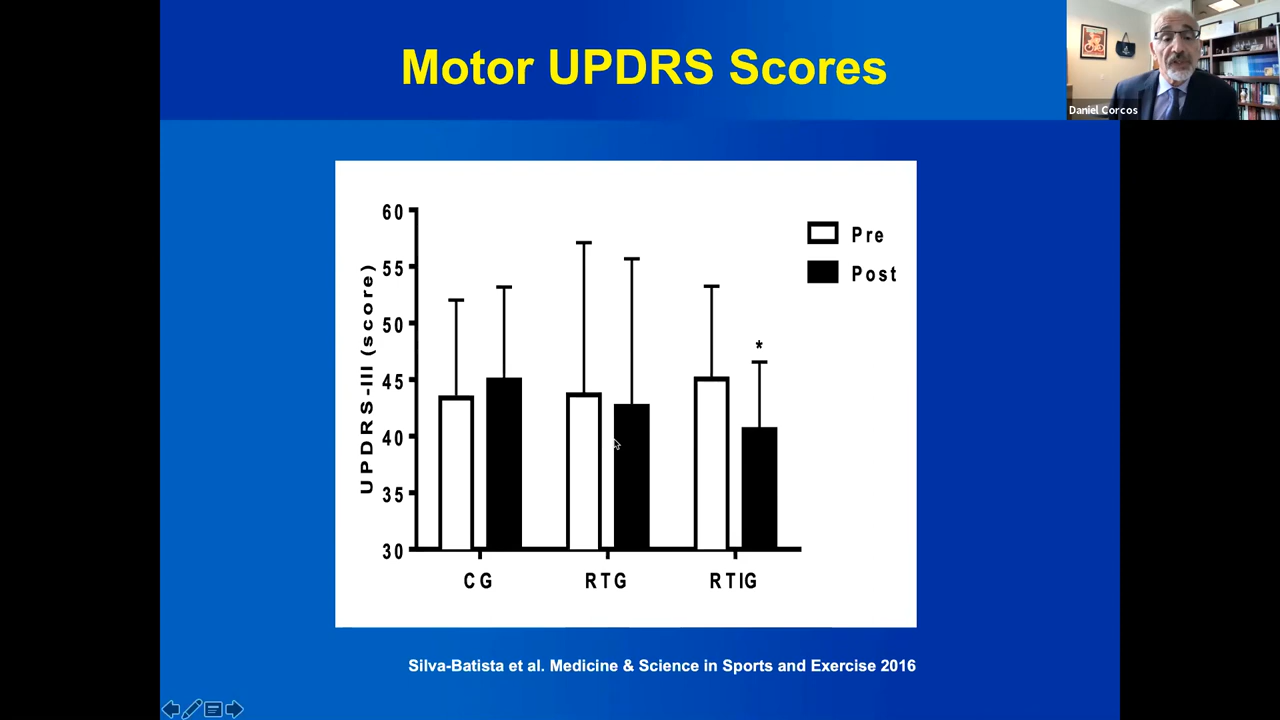 Motor UPDRS Scores
Daniel Corcos
60
55
50
45
40
35
30
UPDRS-III (score)
Pre
Post
*
CG
RTG
RTIG
Silva-Batista et al. Medicine & Science in Sports and Exercise 2016